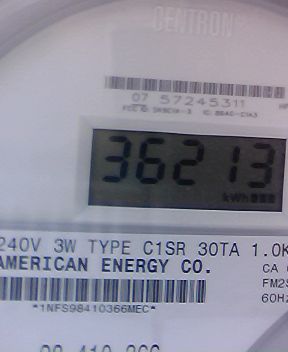 CENTRON
07 57245311
36213
kWh
240V 3W TYPE C1SR 30TA 1.0K
AMERICAN ENERGY CO.
CA
FM2S
60Hz
*1NFS98410366MEC*